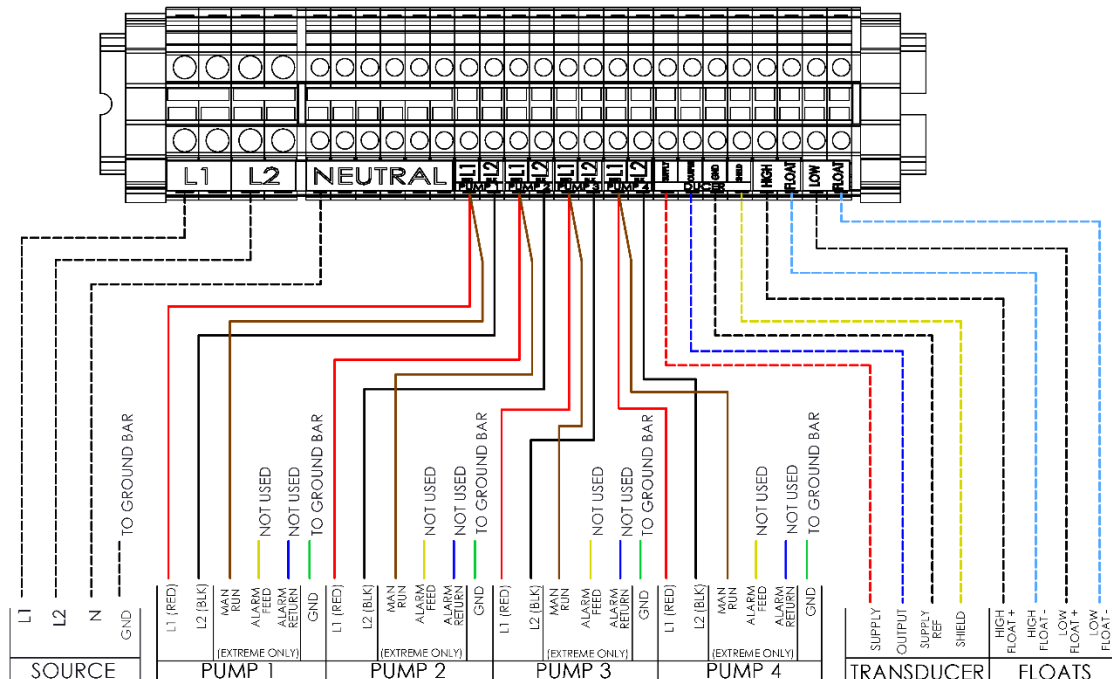 L1 L2 NEUTRAL L1 L2 L1 L2 L1 L2 L1 L2 SUPPLY OUTPUT GND SHIELD HIGH FLOAT LOW FLOAT
PUMP 1 PUMP 2 PUMP 3 PUMP 4 DUCER
TO GROUND BAR
NOT USED
NOT USED
TO GROUND BAR
NOT USED
NOT USED
TO GROUND BAR
NOT USED
NOT USED
TO GROUND BAR
NOT USED
NOT USED
TO GROUND BAR
L1
L2
N
GND
SOURCE
L1 (RED)
L2 (BLK)
MAN
RUN
ALARM
FEED
ALARM
RETURN
GND
(EXTREME ONLY)
PUMP 1
L1 (RED)
L2 (BLK)
MAN
RUN
ALARM
FEED
ALARM
RETURN
GND
(EXTREME ONLY)
PUMP 2
L1 (RED)
L2 (BLK)
MAN
RUN
ALARM
FEED
ALARM
RETURN
GND
(EXTREME ONLY)
PUMP 3
L1 (RED)
L2 (BLK)
MAN
RUN
ALARM
FEED
ALARM
RETURN
GND
(EXTREME ONLY)
PUMP 4
SUPPLY
OUTPUT
SUPPLY
REF
SHIELD
TRANSDUCER
HIGH
FLOAT +
HIGH
FLOAT -
LOW
FLOAT +
LOW
FLOAT -
FLOATS